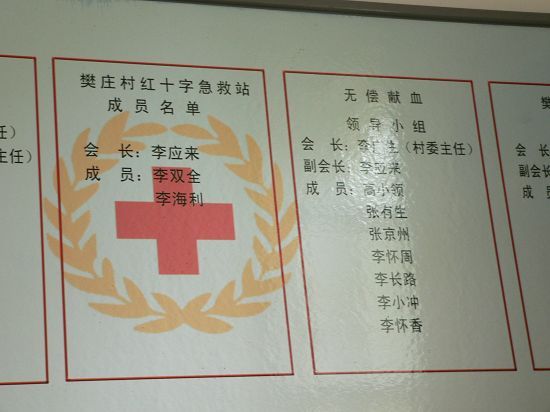 任）
主任）
樊庄村红十字急救站
成员名单
会 长：李应来
成 员：李双全
李海利
无偿献血
领导小组
会 长：李 生（村委主任）
副会长：李应来
成 员：高小领
张有生
张京州
李怀周
李长路
李小冲
李怀香
樊
会 长
副会长
成 员